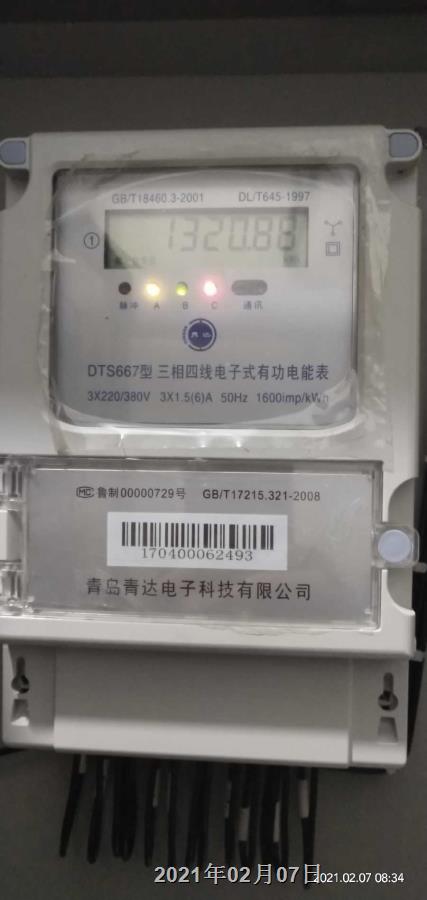 GB/T18460.3-2001 DL/T645-1997
①
1320.88
脉冲 A B C 通讯
DTS667型 三相四线电子式有功电能表
3X220/380V 3X1.5(6)A 50Hz 1600imp/kWh
MC 鲁制00000729号 GB/T17215.321-2008
170400062493
青岛青达电子科技有限公司
2021年02月07日
2021.02.07 08:34